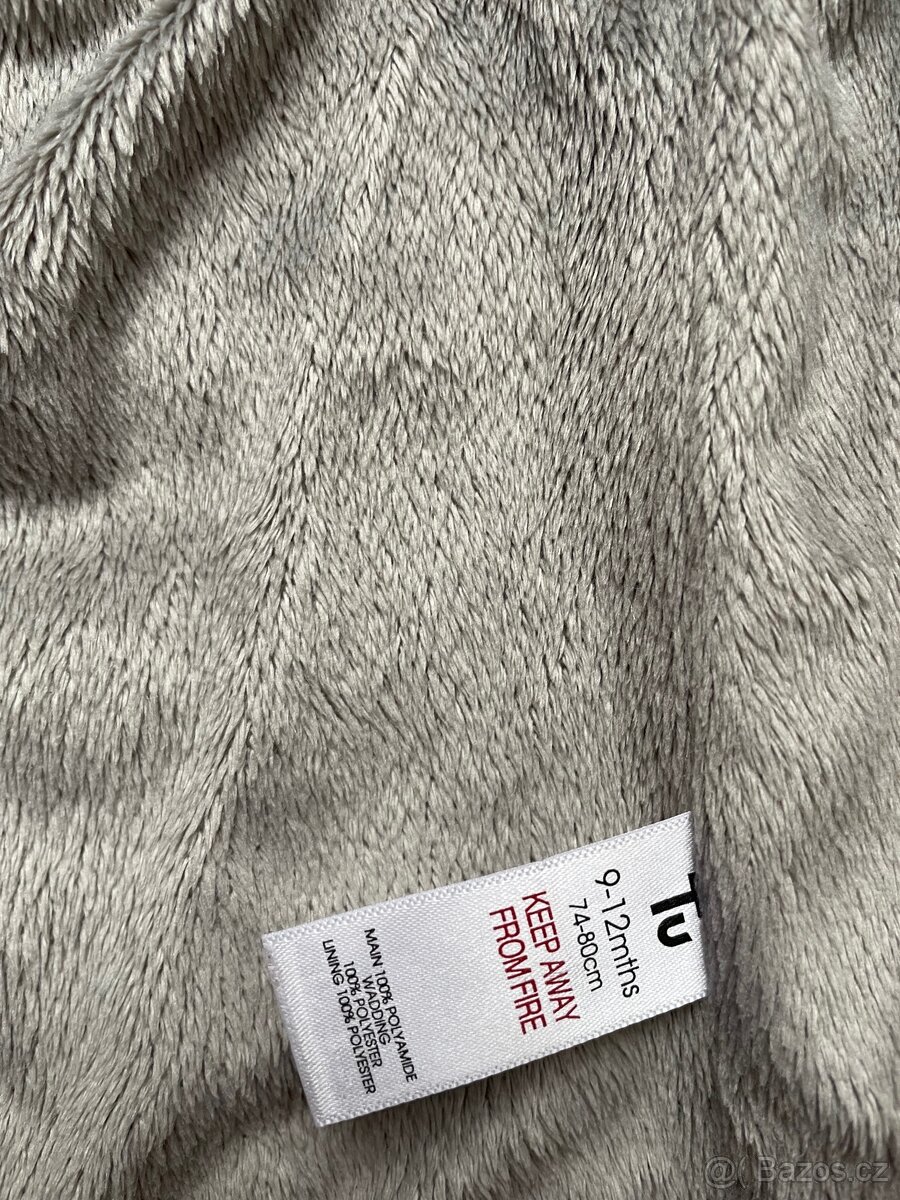 Tu
9-12mths
74-80cm
KEEP AWAY
FROM FIRE
MAIN 100% POLYAMIDE
WADDING
100% POLYESTER
LINING 100% POLYESTER
@( Bazos.cz